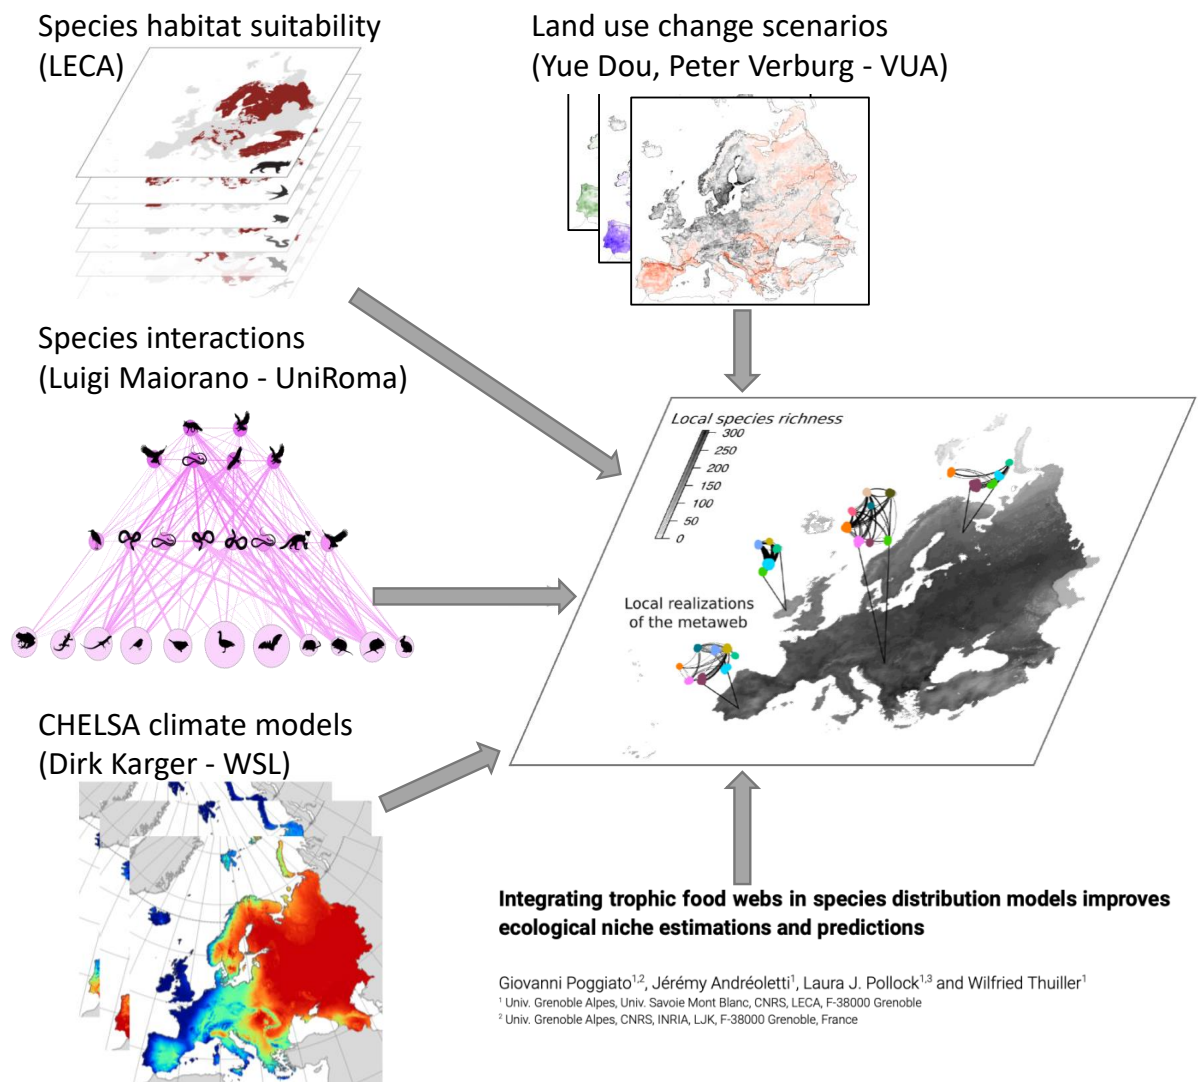 Species habitat suitability
(LECA)
Land use change scenarios
(Yue Dou, Peter Verburg - VUA)
Species interactions
(Luigi Maiorano - UniRoma)
Local species richness
300
250
200
150
100
50
0
Local realizations
of the metaweb
CHELSA climate models
(Dirk Karger - WSL)
Integrating trophic food webs in species distribution models improves
ecological niche estimations and predictions
Giovanni Poggiato1,2, Jérémy Andréoletti1, Laura J. Pollock1,3 and Wilfried Thuiller1
1 Univ. Grenoble Alpes, Univ. Savoie Mont Blanc, CNRS, LECA, F-38000 Grenoble
2 Univ. Grenoble Alpes, CNRS, INRIA, LJK, F-38000 Grenoble, France